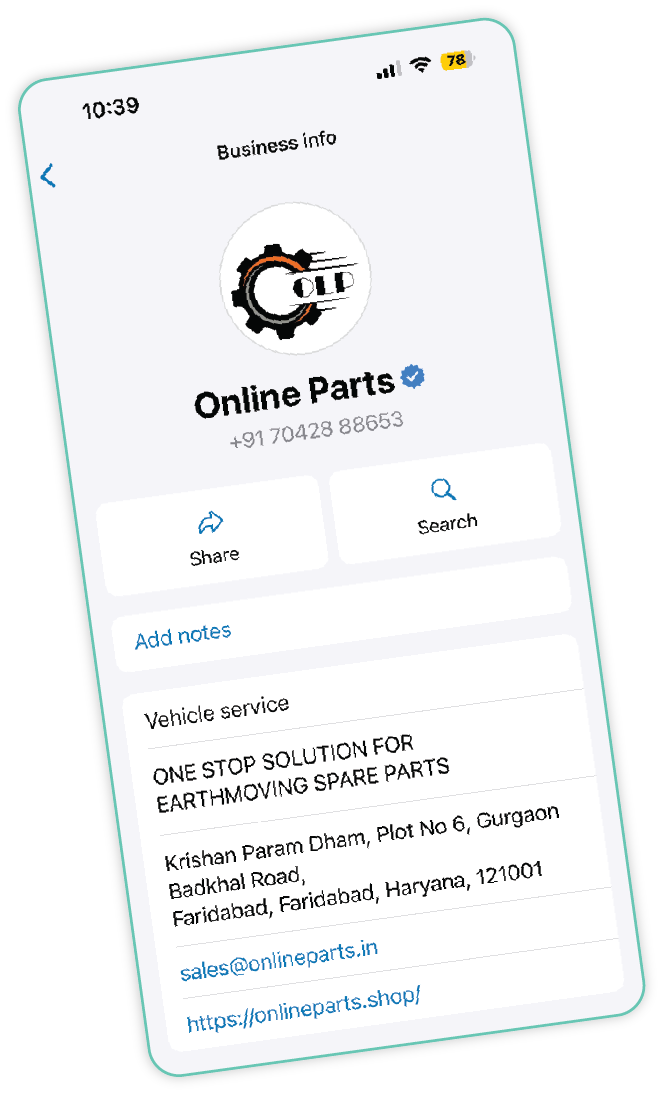 10:39
78
Business info
OLP
Online Parts
+91 70428 88653
Share
Search
Add notes
Vehicle service
ONE STOP SOLUTION FOR
EARTHMOVING SPARE PARTS
Krishan Param Dham, Plot No 6, Gurgaon
Badkhal Road,
Faridabad, Faridabad, Haryana, 121001
sales@onlineparts.in
https://onlineparts.shop/